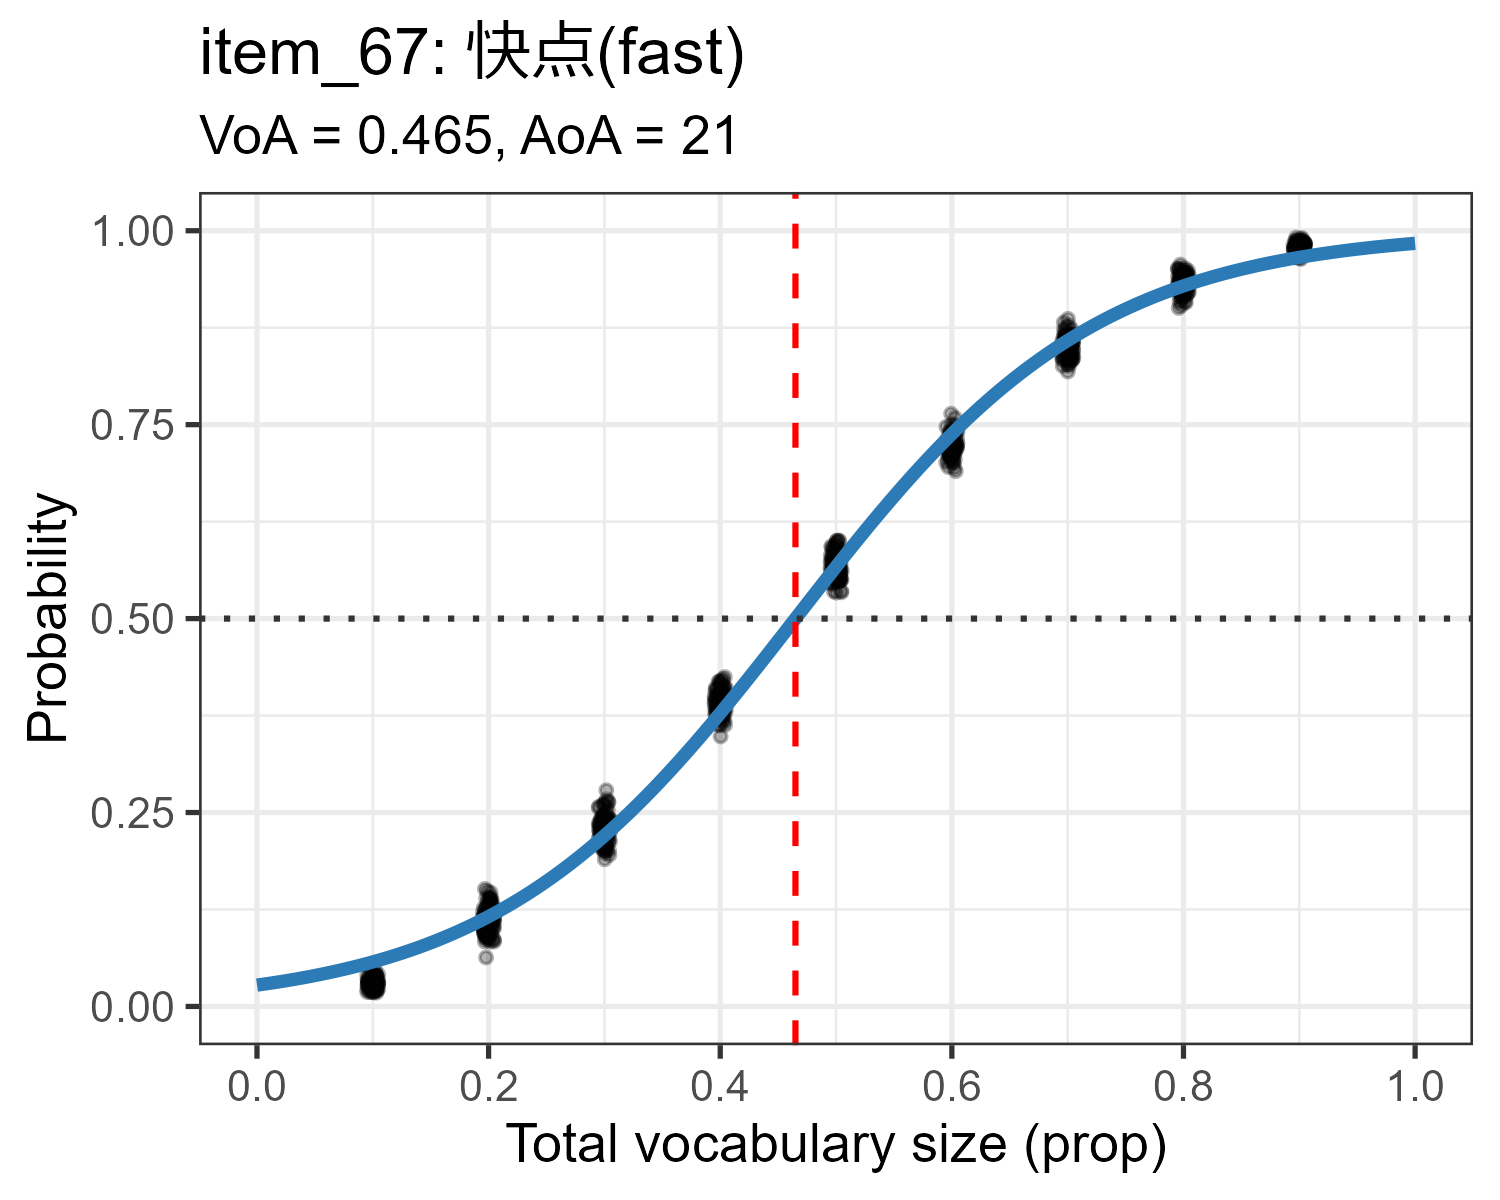 item_67: 快点(fast)
VoA = 0.465, AoA = 21
1.00
0.75
0.50
0.25
0.00
Probability
0.0 0.2 0.4 0.6 0.8 1.0
Total vocabulary size (prop)